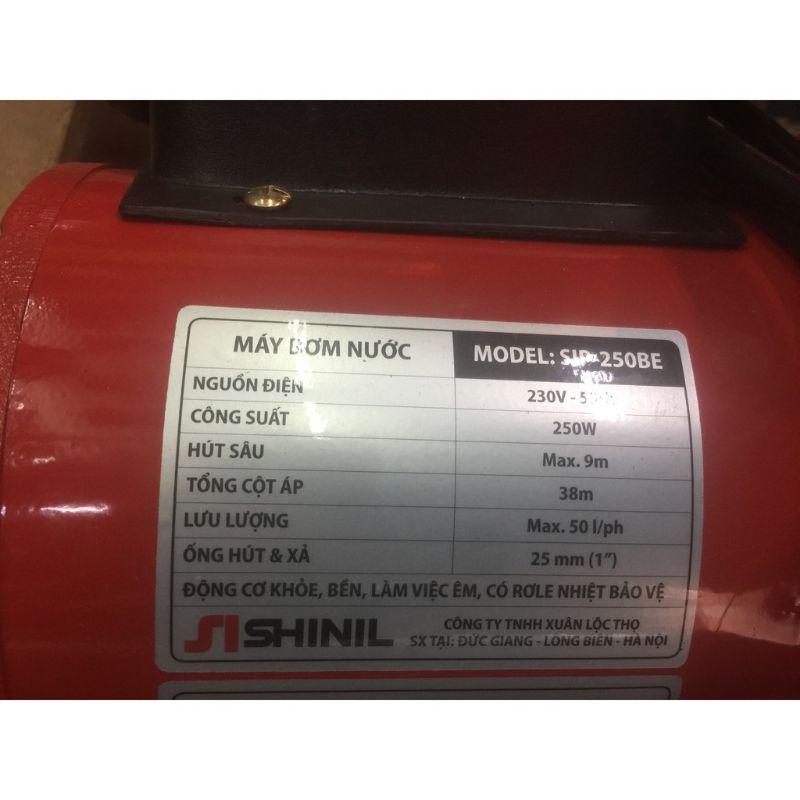 MÁY BƠM NƯỚC MODEL: SIP-250BE
NGUỒN ĐIỆN 230V -
CÔNG SUẤT 250W
HÚT SÂU Max. 9m
TỔNG CỘT ÁP 38m
LƯU LƯỢNG Max. 50 l/ph
ỐNG HÚT & XẢ 25 mm (1")
ĐỘNG CƠ KHỎE, BỀN, LÀM VIỆC ÊM, CÓ RƠLE NHIỆT BẢO VỆ
SI SHINIL CÔNG TY TNHH XUÂN LỘC THỌ
SX TẠI: ĐỨC GIANG - LONG BIÊN - HÀ NỘI